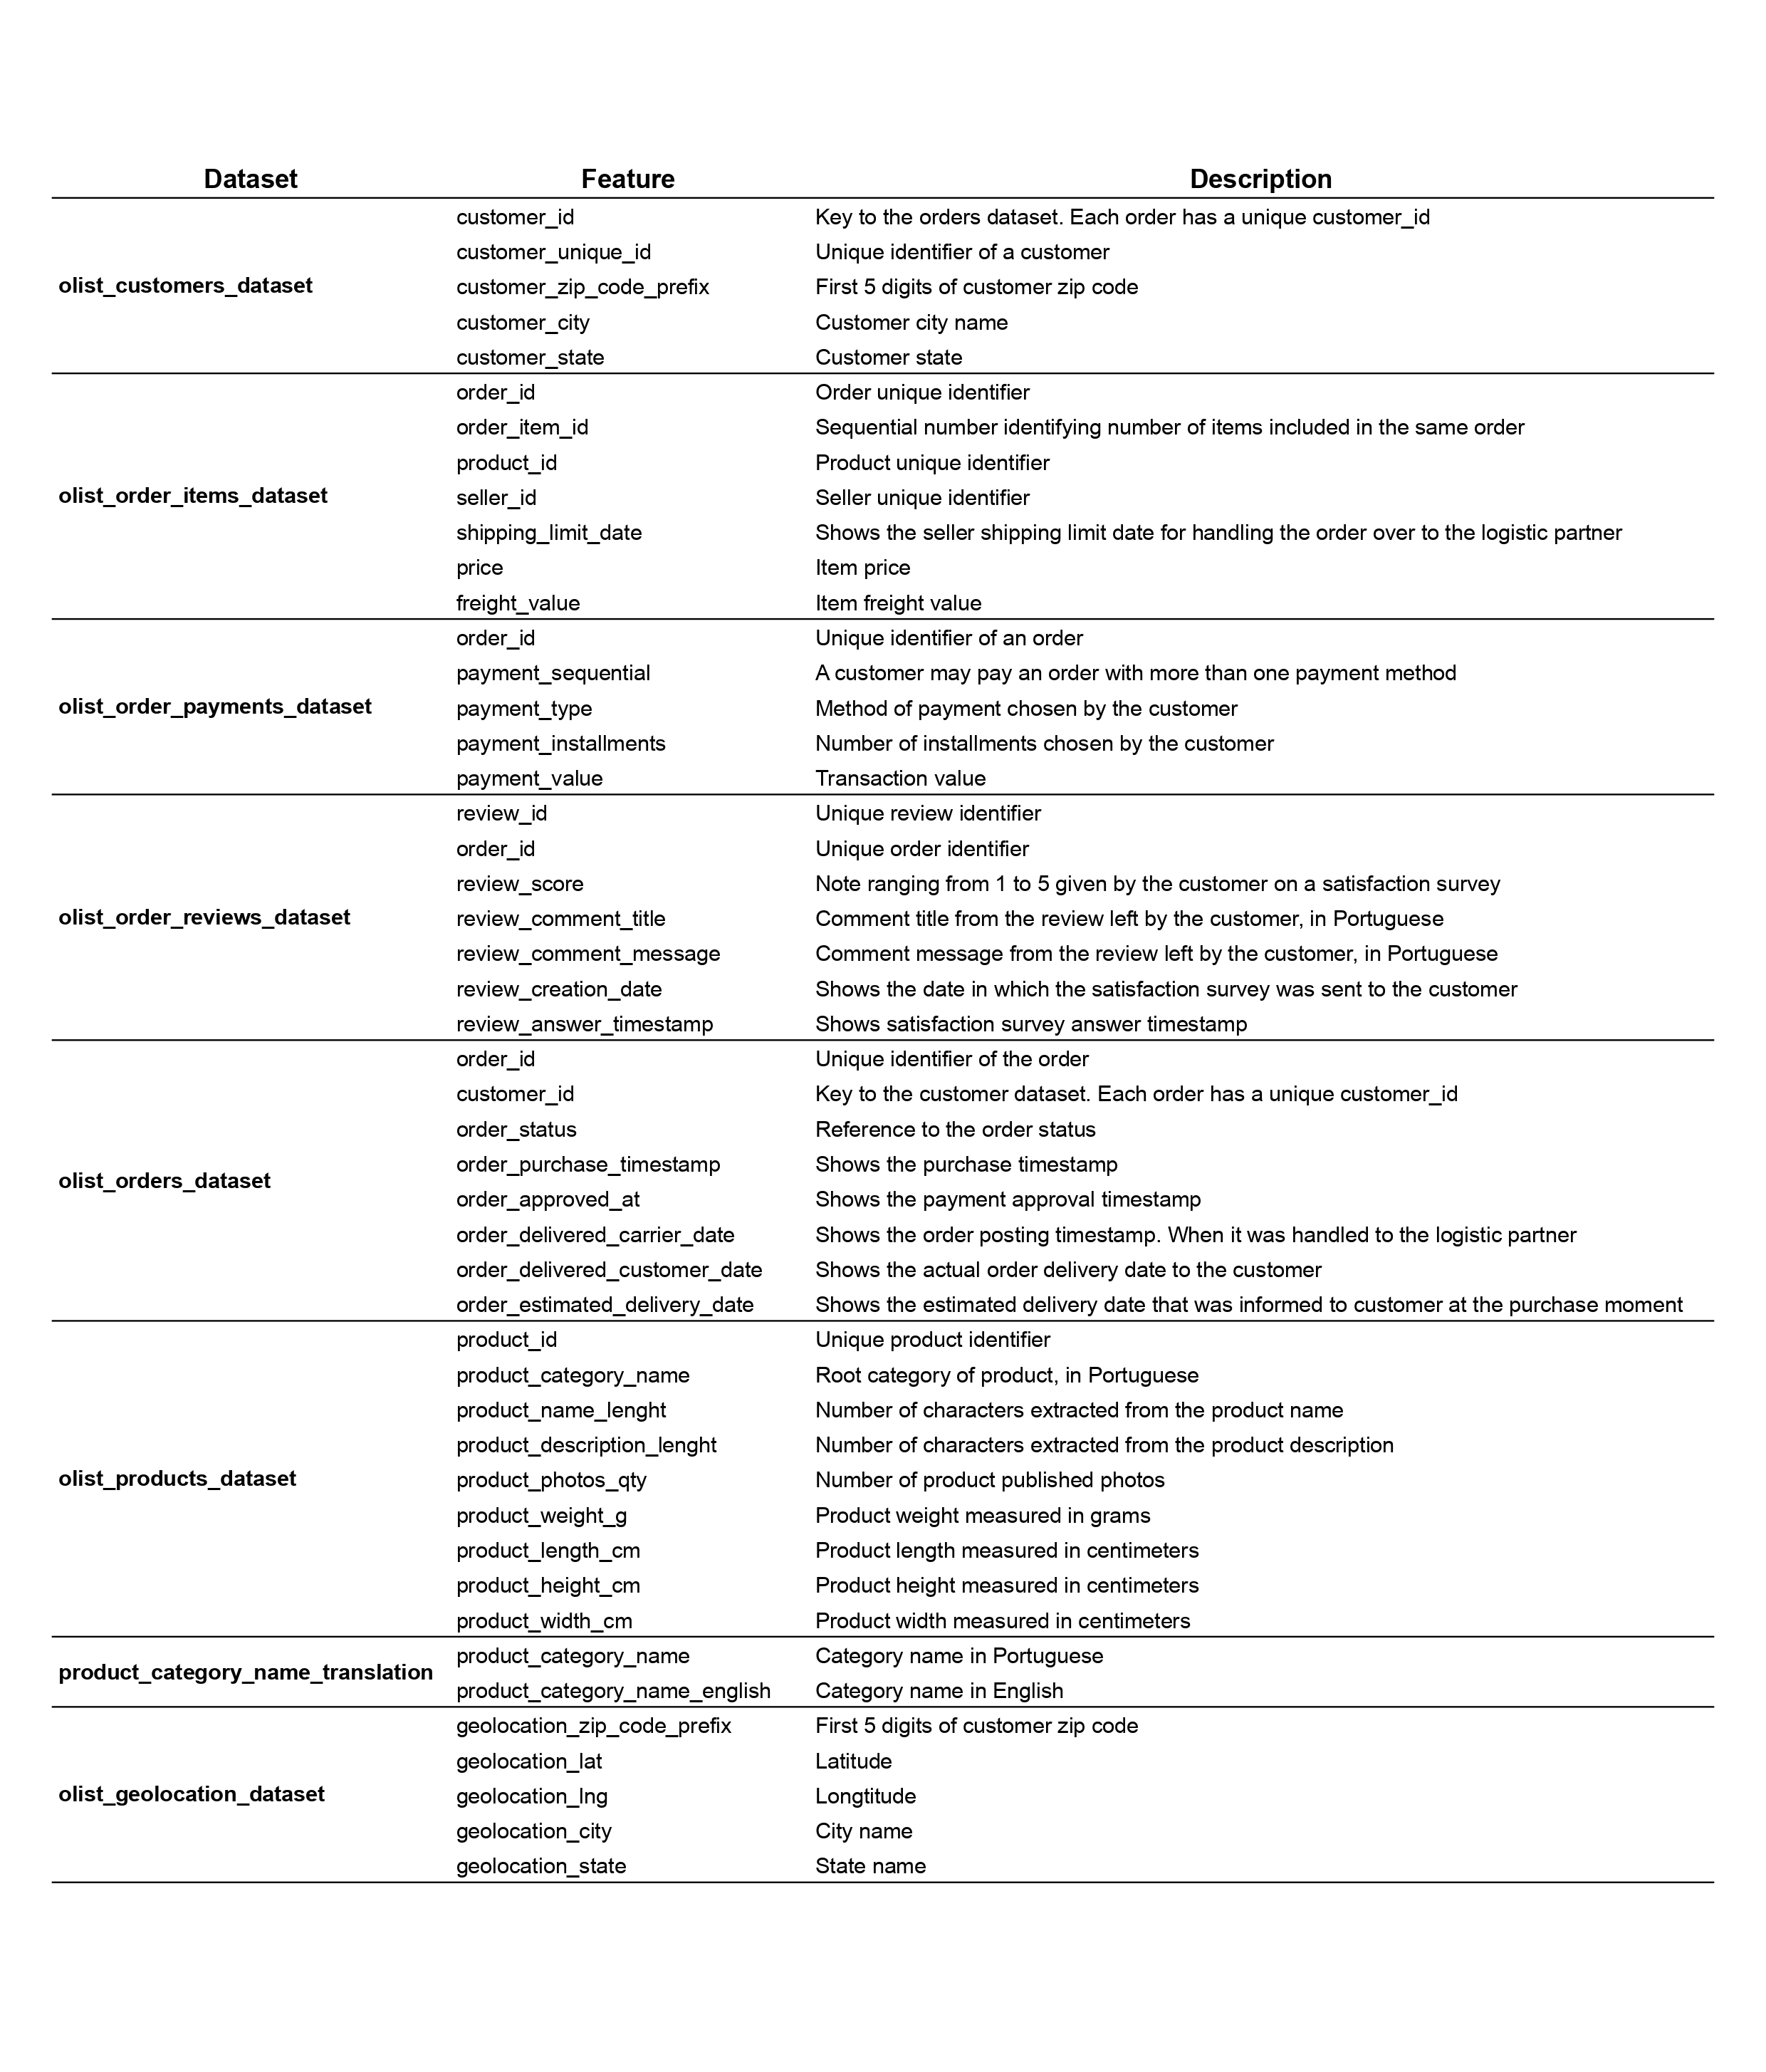 Dataset Feature Description
customer_id Key to the orders dataset. Each order has a unique customer_id
customer_unique_id Unique identifier of a customer
olist_customers_dataset customer_zip_code_prefix First 5 digits of customer zip code
customer_city Customer city name
customer_state Customer state
order_id Order unique identifier
order_item_id Sequential number identifying number of items included in the same order
product_id Product unique identifier
olist_order_items_dataset seller_id Seller unique identifier
shipping_limit_date Shows the seller shipping limit date for handling the order over to the logistic partner
price Item price
freight_value Item freight value
order_id Unique identifier of an order
payment_sequential A customer may pay an order with more than one payment method
olist_order_payments_dataset payment_type Method of payment chosen by the customer
payment_installments Number of installments chosen by the customer
payment_value Transaction value
review_id Unique review identifier
order_id Unique order identifier
review_score Note ranging from 1 to 5 given by the customer on a satisfaction survey
olist_order_reviews_dataset review_comment_title Comment title from the review left by the customer, in Portuguese
review_comment_message Comment message from the review left by the customer, in Portuguese
review_creation_date Shows the date in which the satisfaction survey was sent to the customer
review_answer_timestamp Shows satisfaction survey answer timestamp
order_id Unique identifier of the order
customer_id Key to the customer dataset. Each order has a unique customer_id
order_status Reference to the order status
order_purchase_timestamp Shows the purchase timestamp
olist_orders_dataset order_approved_at Shows the payment approval timestamp
order_delivered_carrier_date Shows the order posting timestamp. When it was handled to the logistic partner
order_delivered_customer_date Shows the actual order delivery date to the customer
order_estimated_delivery_date Shows the estimated delivery date that was informed to customer at the purchase moment
product_id Unique product identifier
product_category_name Root category of product, in Portuguese
product_name_lenght Number of characters extracted from the product name
product_description_lenght Number of characters extracted from the product description
olist_products_dataset product_photos_qty Number of product published photos
product_weight_g Product weight measured in grams
product_length_cm Product length measured in centimeters
product_height_cm Product height measured in centimeters
product_width_cm Product width measured in centimeters
product_category_name_translation product_category_name Category name in Portuguese
product_category_name_english Category name in English
geolocation_zip_code_prefix First 5 digits of customer zip code
geolocation_lat Latitude
olist_geolocation_dataset geolocation_lng Longtitude
geolocation_city City name
geolocation_state State name